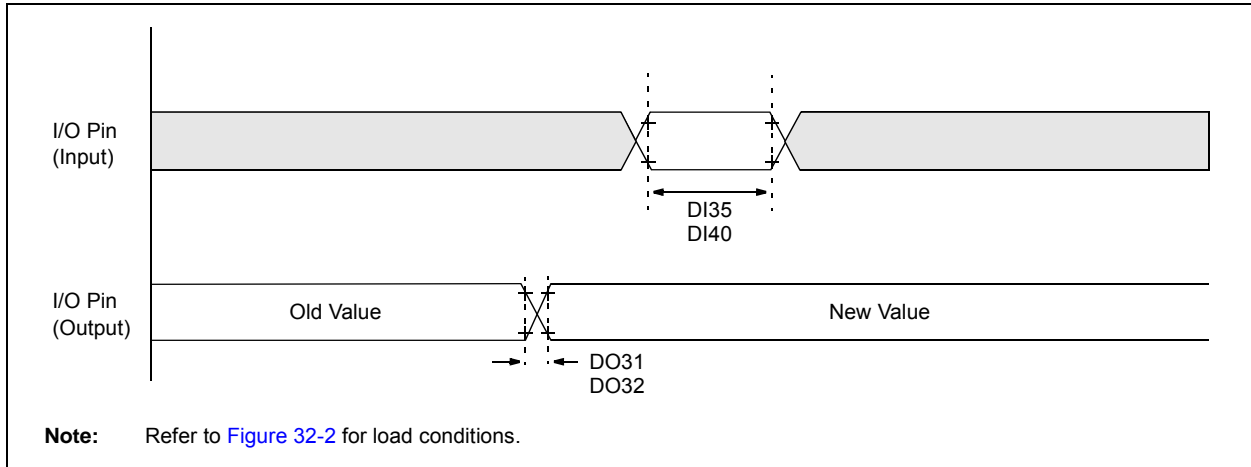 I/O Pin
(Input)
DI35
DI40
I/O Pin
(Output)
Old Value
New Value
DO31
DO32
Note: Refer to Figure 32-2 for load conditions.